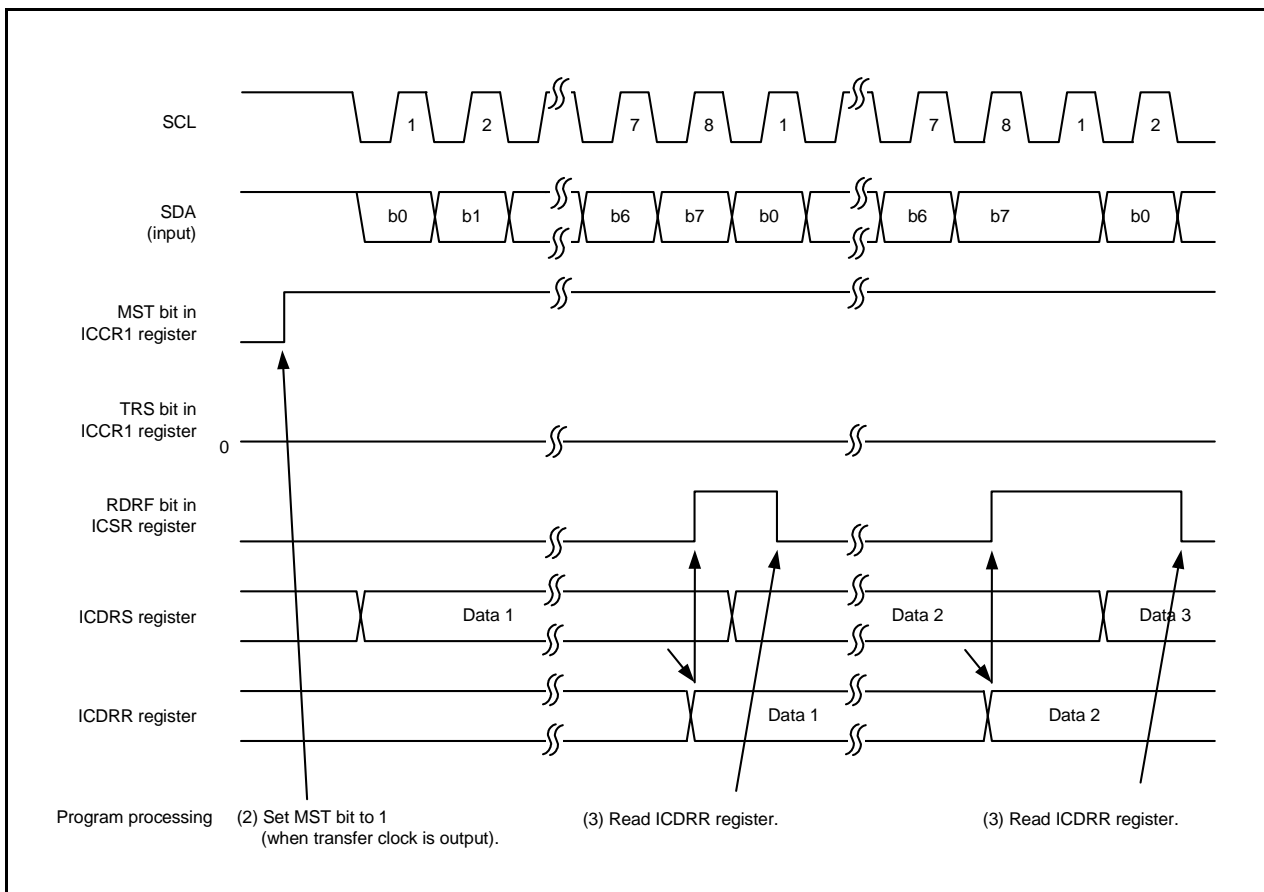 SCL
1 2 7 8 1 7 8 1 2
SDA
(input)
b0 b1 b6 b7 b0 b6 b7 b0
MST bit in
ICCR1 register
TRS bit in
ICCR1 register
0
RDRF bit in
ICSR register
ICDRS register
Data 1 Data 2 Data 3
ICDRR register
Data 1 Data 2
Program processing (2) Set MST bit to 1 (3) Read ICDRR register. (3) Read ICDRR register.
(when transfer clock is output).